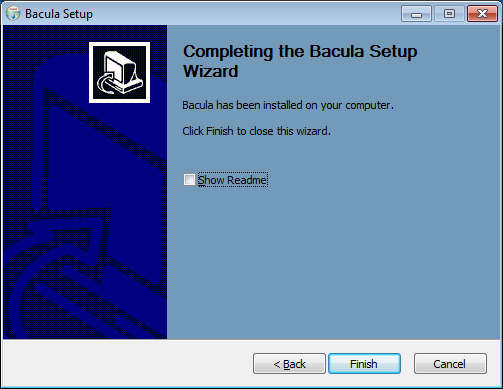 Bacula Setup
Completing the Bacula Setup
Wizard
Bacula has been installed on your computer.
Click Finish to close this wizard.
Show Readme
< Back
Finish
Cancel